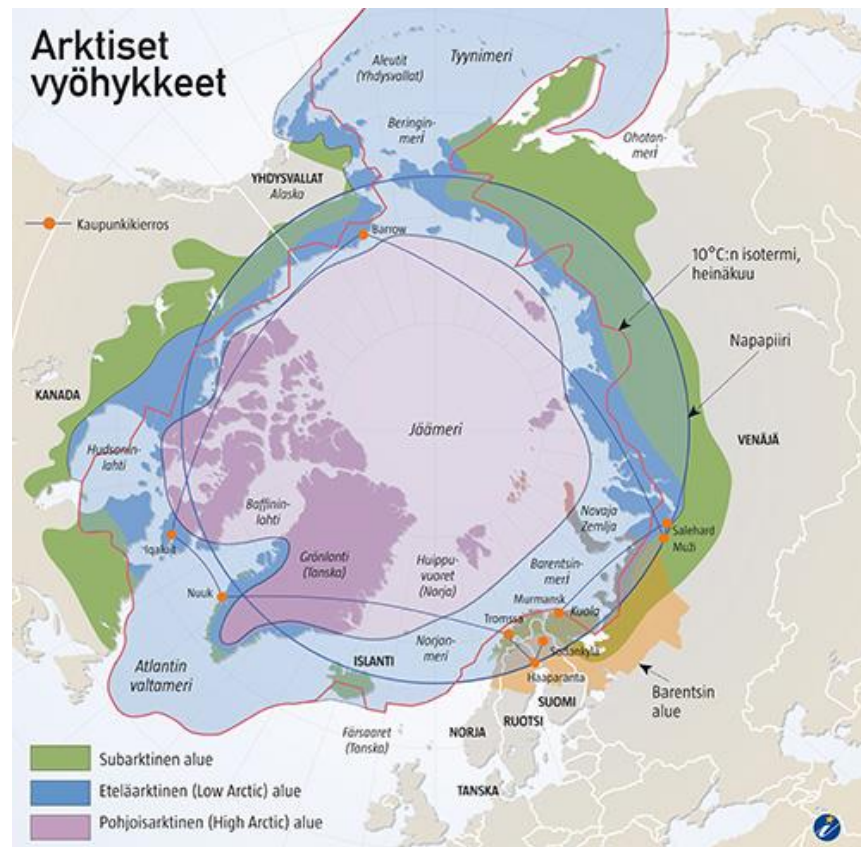 Arktiset
vyöhykkeet
Aleutit
(Yhdysvallat)
Tyynimeri
Beringin-
meri
Ohotan-
meri
YHDYSVALLAT
Alaska
Kaupunkikierros
Barrow
10°C:n isotermi,
heinäkuu
Napapiiri
KANADA
Jäämeri
VENÄJÄ
Hudsonin-
lahti
Baffinin-
lahti
Novaja
Zemlja
Salehard
Muži
Iqaluit
Grönlanti
(Tanska)
Huippu-
vuoret
(Norja)
Barentsin-
meri
Nuuk
Murmansk
Kuola
Tromssa
Norjan-
meri
Sodankylä
ISLANTI
Haaparanta
Atlantin
valtameri
Barentsin
alue
SUOMI
Färsaaret
(Tanska)
NORJA
RUOTSI
TANSKA
Subarktinen alue
Eteläarktinen (Low Arctic) alue
Pohjoisarktinen (High Arctic) alue